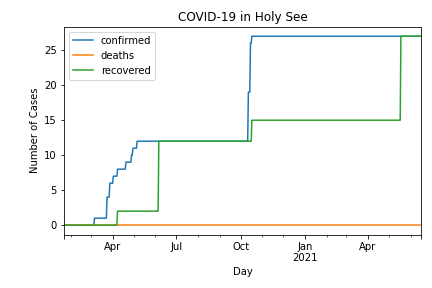 COVID-19 in Holy See
confirmed
deaths
recovered
Number of Cases
25
20
15
10
5
0
Apr
Jul
Oct
Jan
2021
Apr
Day